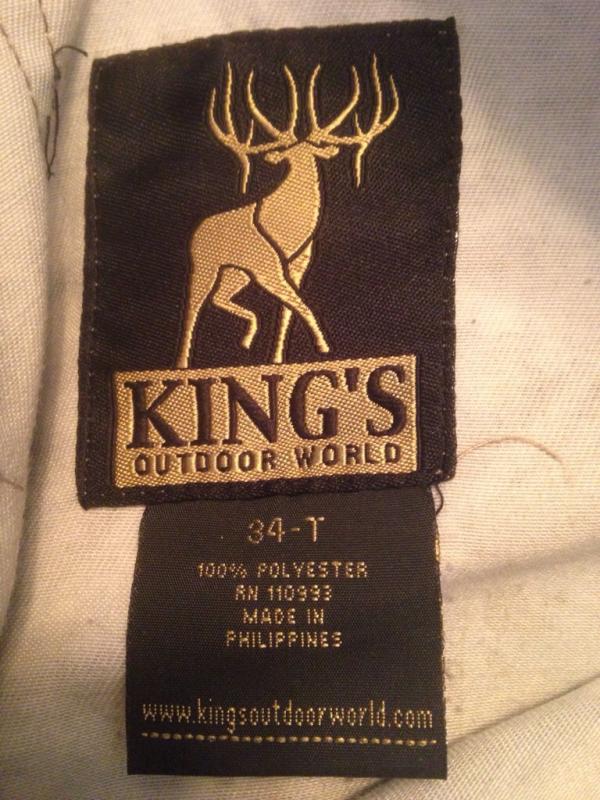 KING'S
OUTDOOR WORLD
34-T
100% POLYESTER
RN 110993
MADE IN
PHILIPPINES
www.kingsoutdoorworld.com